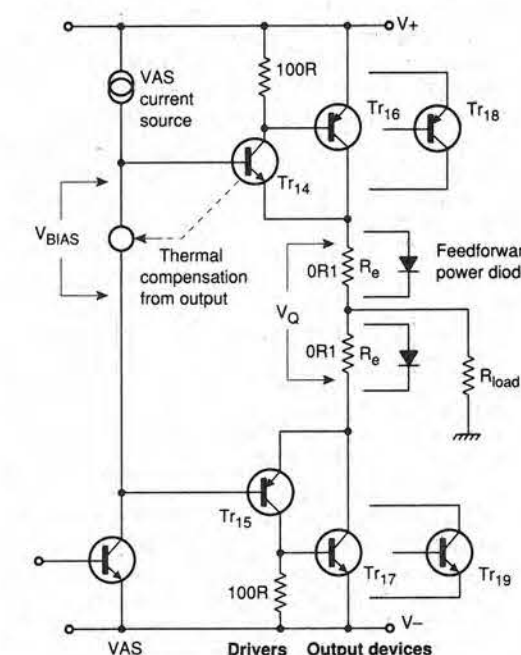 V+
100R
VAS
current
source
Tr16
Tr18
Tr14
VBIAS
Thermal
compensation
from output
Feedforward
power diod
0R1
Re
VQ
0R1
Re
Rload
Tr15
Tr17
Tr19
100R
V−
VAS
Drivers
Output devices